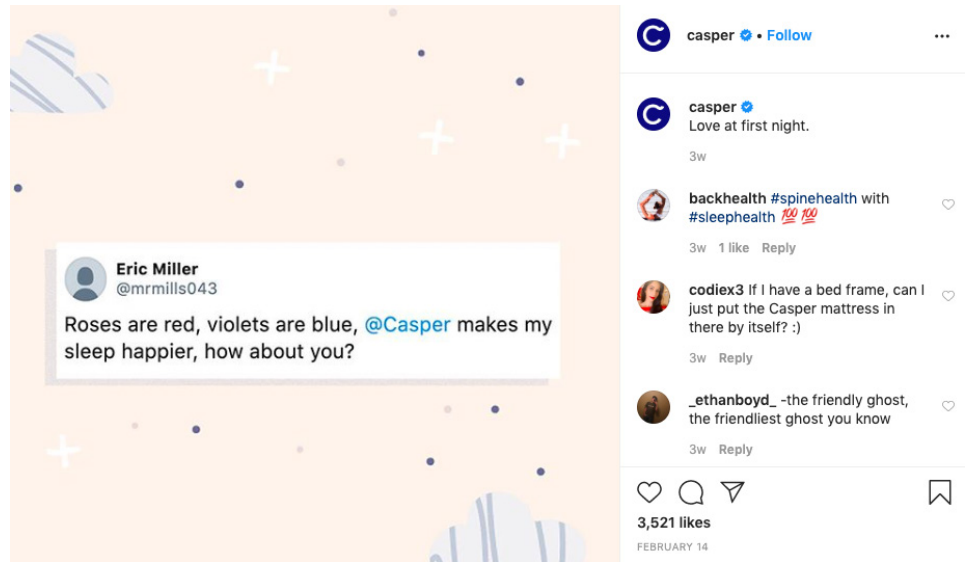 casper • Follow
casper
Love at first night.
3w
backhealth #spinehealth with
#sleephealth 💯 💯
3w 1 like Reply
codiex3 If I have a bed frame, can I
just put the Casper mattress in
there by itself? :)
3w Reply
_ethanboyd_ -the friendly ghost,
the friendliest ghost you know
3w Reply
3,521 likes
FEBRUARY 14
Eric Miller
@mrmills043
Roses are red, violets are blue, @Casper makes my
sleep happier, how about you?